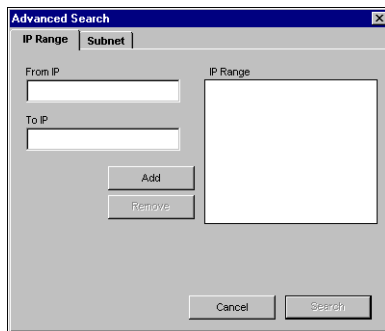 Advanced Search
IP Range Subnet
From IP
IP Range
To IP
Add
Remove
Cancel Search